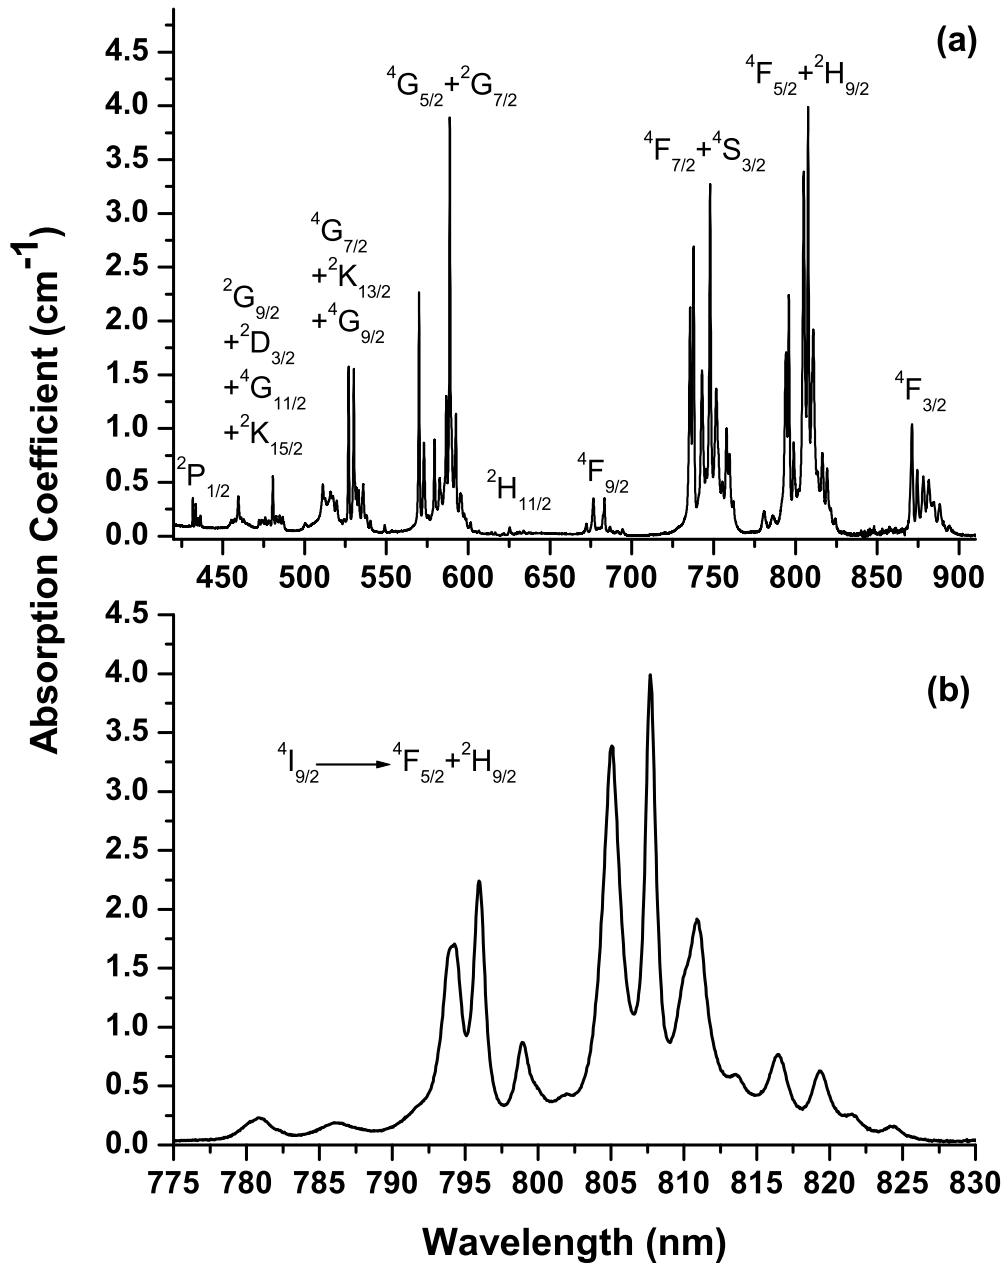 (a)
4.5
4.0
3.5
3.0
2.5
2.0
1.5
1.0
0.5
0.0
⁴G₅/₂+²G₇/₂
⁴F₅/₂+²H₉/₂
⁴F₇/₂+⁴S₃/₂
⁴G₇/₂
+²K₁₃/₂
+⁴G₉/₂
²G₉/₂
+²D₃/₂
+⁴G₁₁/₂
+²K₁₅/₂
²P₁/₂
²H₁₁/₂
⁴F₉/₂
⁴F₃/₂
450 500 550 600 650 700 750 800 850 900
Absorption Coefficient (cm⁻¹)
(b)
4.5
4.0
3.5
3.0
2.5
2.0
1.5
1.0
0.5
0.0
⁴I₉/₂ → ⁴F₅/₂+²H₉/₂
775 780 785 790 795 800 805 810 815 820 825 830
Wavelength (nm)